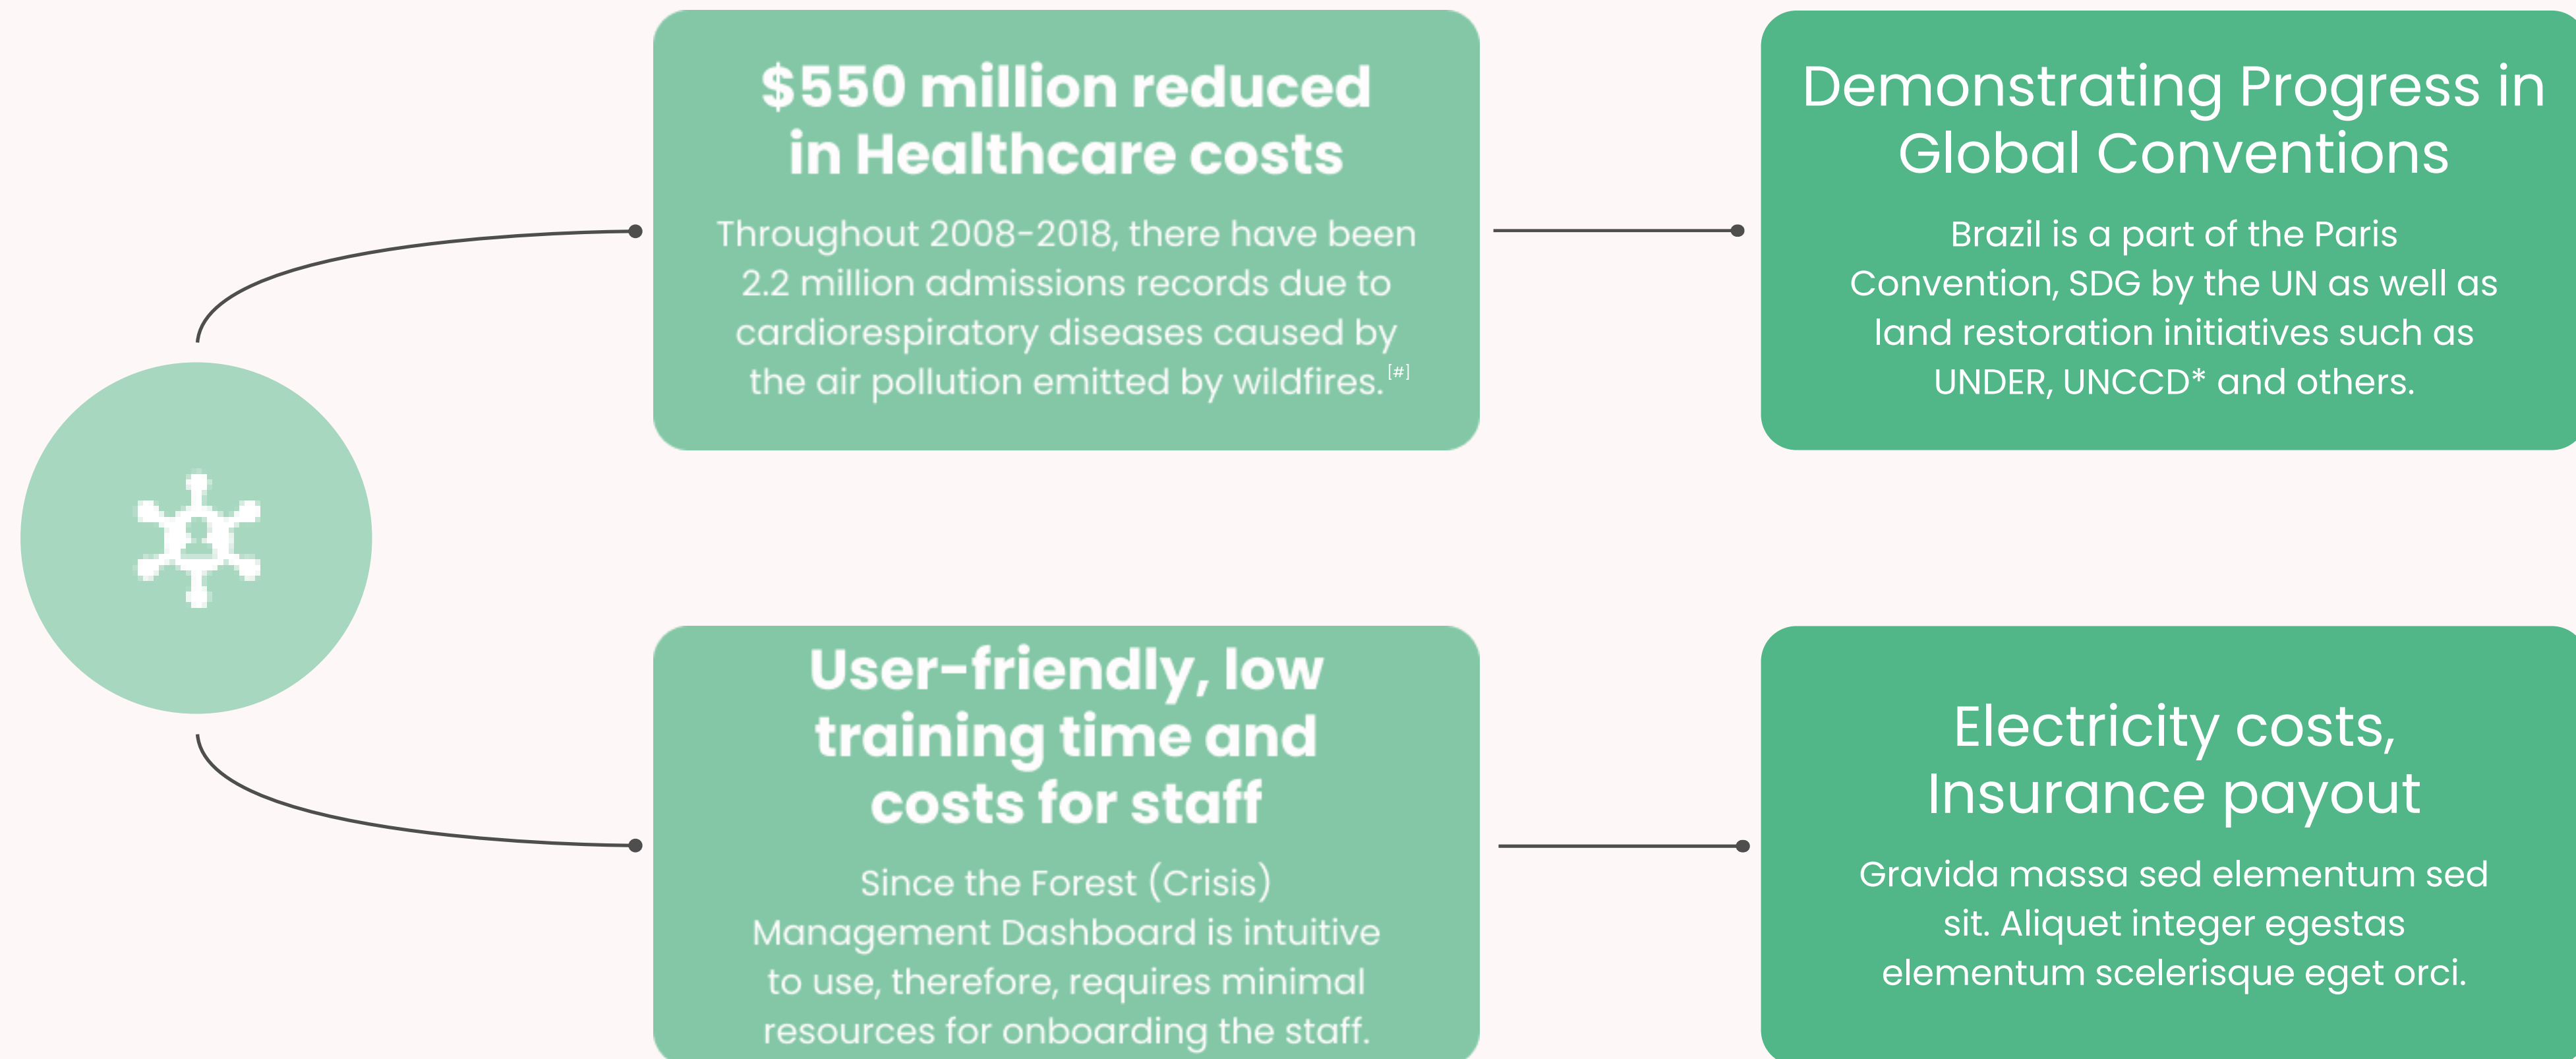 $550 million reduced
in Healthcare costs
Throughout 2008-2018, there have been
2.2 million admissions records due to
cardiorespiratory diseases caused by
the air pollution emitted by wildfires. [#]
Demonstrating Progress in
Global Conventions
Brazil is a part of the Paris
Convention, SDG by the UN as well as
land restoration initiatives such as
UNDER, UNCCD* and others.
User-friendly, low
training time and
costs for staff
Since the Forest (Crisis)
Management Dashboard is intuitive
to use, therefore, requires minimal
resources for onboarding the staff.
Electricity costs,
Insurance payout
Gravida massa sed elementum sed
sit. Aliquet integer egestas
elementum scelerisque eget orci.